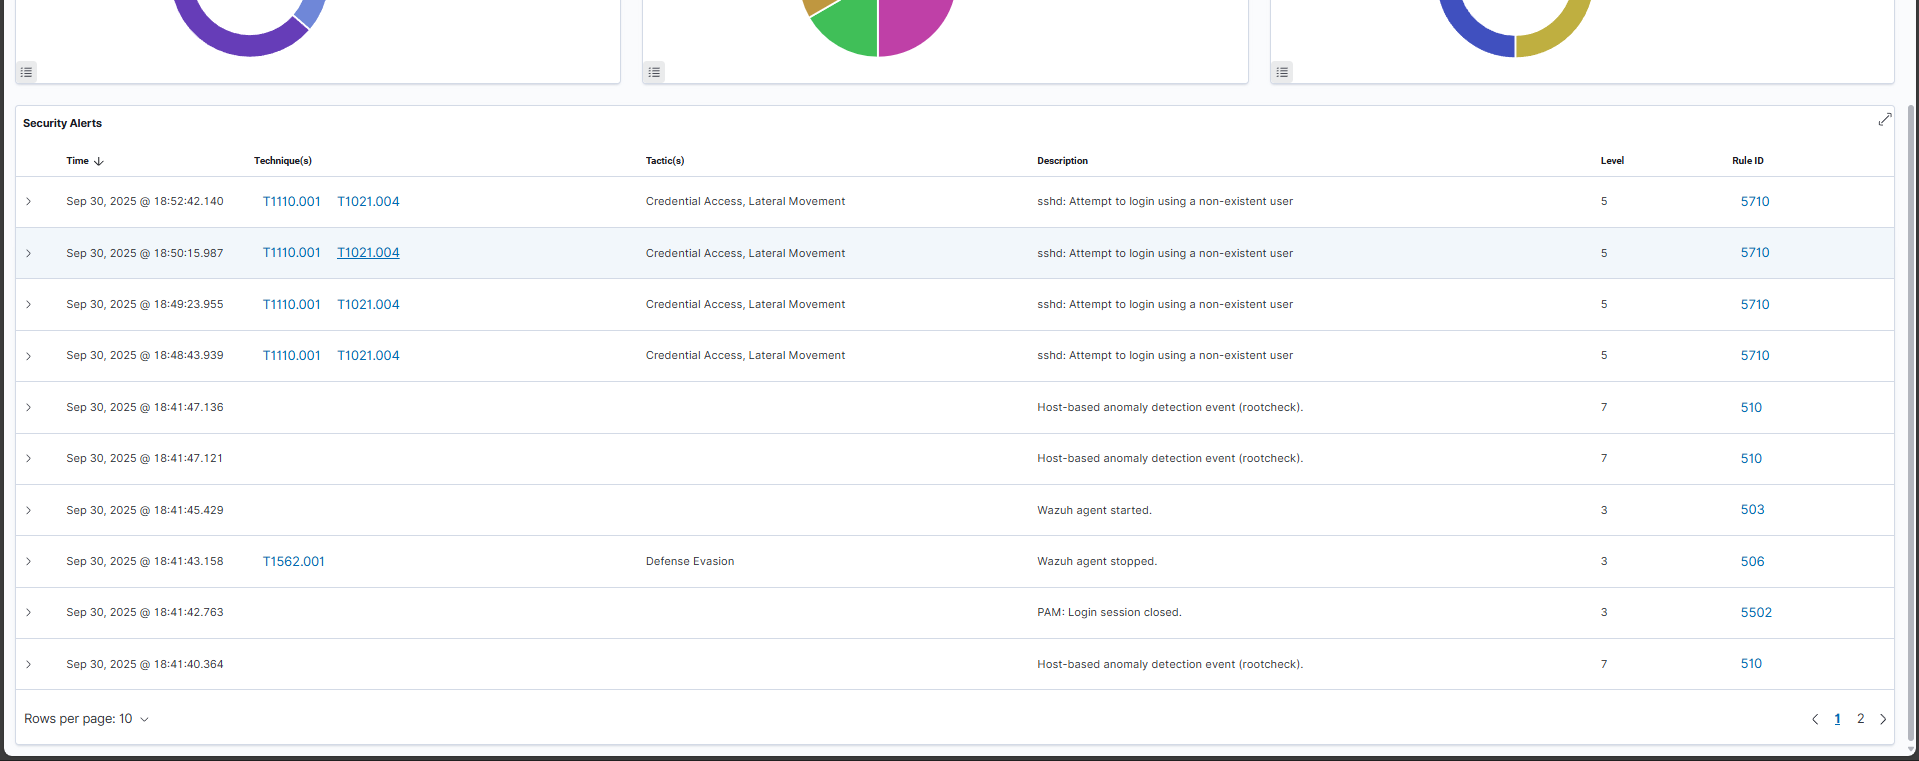 Security Alerts
Time Technique(s) Tactic(s) Description Level Rule ID
Sep 30, 2025 @ 18:52:42.140 T1110.001 T1021.004 Credential Access, Lateral Movement sshd: Attempt to login using a non-existent user 5 5710
Sep 30, 2025 @ 18:50:15.987 T1110.001 T1021.004 Credential Access, Lateral Movement sshd: Attempt to login using a non-existent user 5 5710
Sep 30, 2025 @ 18:49:23.955 T1110.001 T1021.004 Credential Access, Lateral Movement sshd: Attempt to login using a non-existent user 5 5710
Sep 30, 2025 @ 18:48:43.939 T1110.001 T1021.004 Credential Access, Lateral Movement sshd: Attempt to login using a non-existent user 5 5710
Sep 30, 2025 @ 18:41:47.136 Host-based anomaly detection event (rootcheck). 7 510
Sep 30, 2025 @ 18:41:47.121 Host-based anomaly detection event (rootcheck). 7 510
Sep 30, 2025 @ 18:41:45.429 Wazuh agent started. 3 503
Sep 30, 2025 @ 18:41:43.158 T1562.001 Defense Evasion Wazuh agent stopped. 3 506
Sep 30, 2025 @ 18:41:42.763 PAM: Login session closed. 3 5502
Sep 30, 2025 @ 18:41:40.364 Host-based anomaly detection event (rootcheck). 7 510
Rows per page: 10 1 2